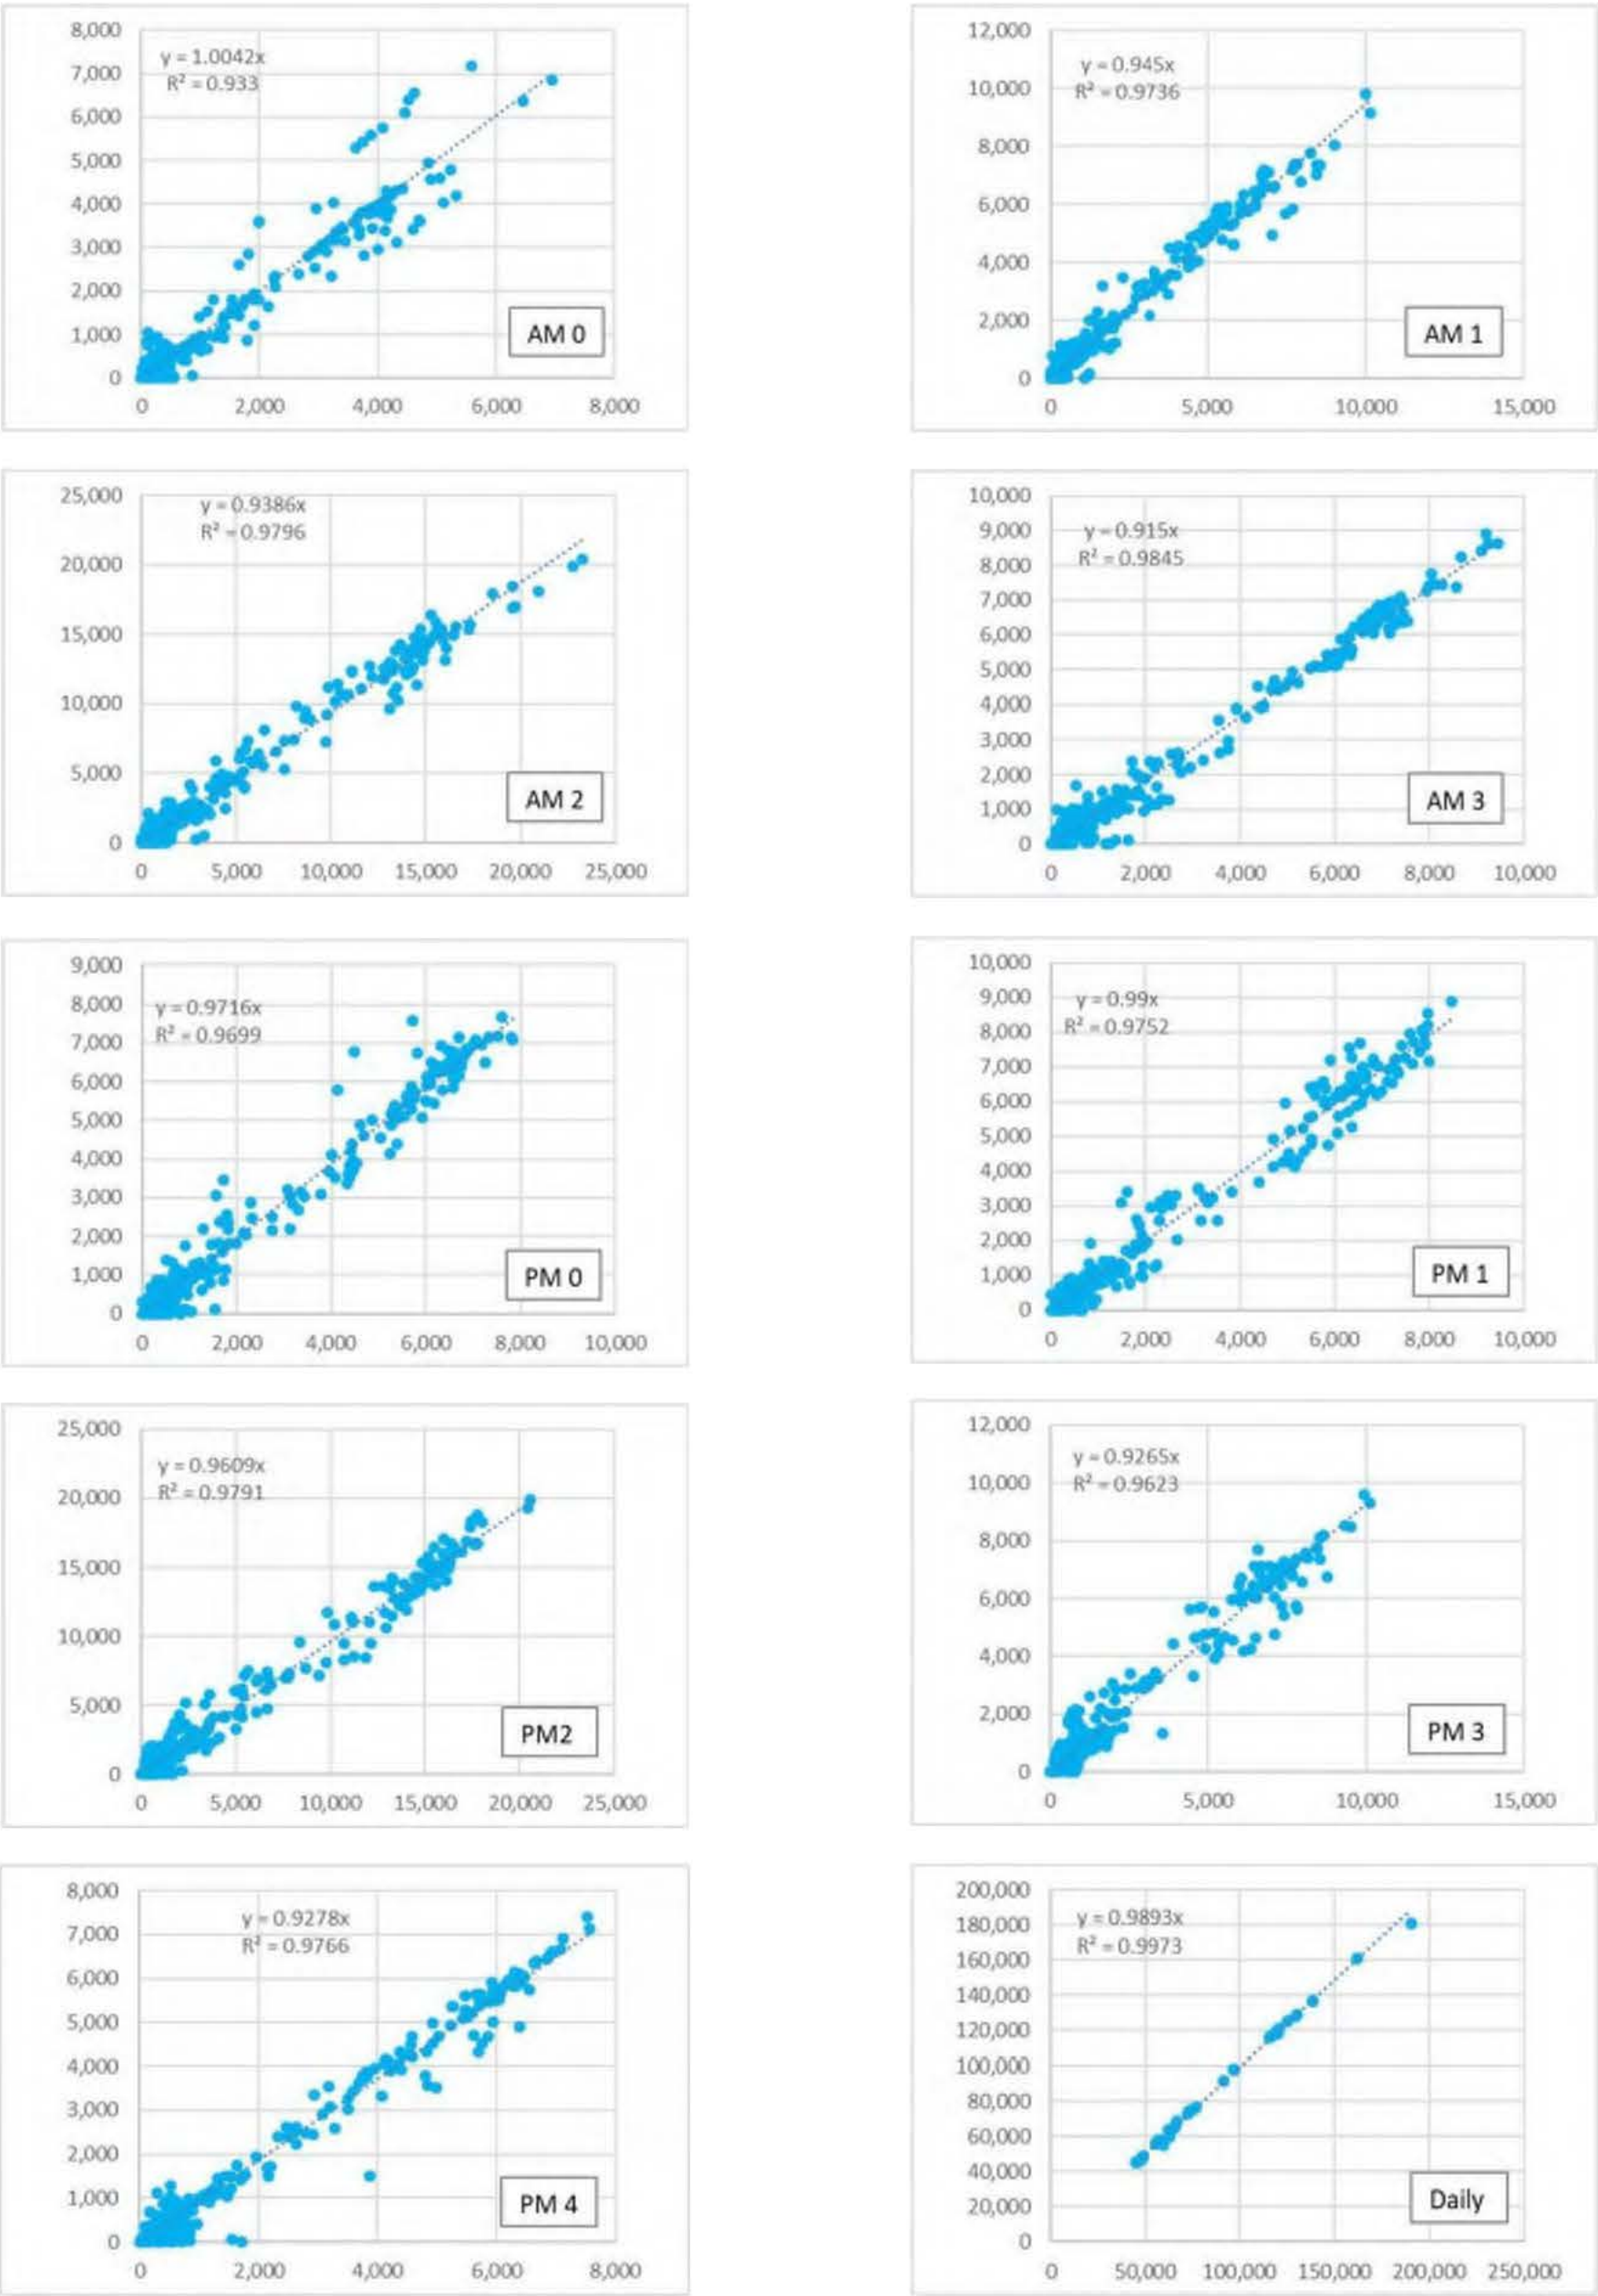 8,000
7,000
6,000
5,000
4,000
3,000
2,000
1,000
0
y = 1.0042x
R² = 0.933
AM 0
0 2,000 4,000 6,000 8,000
12,000
10,000
8,000
6,000
4,000
2,000
0
y = 0.945x
R² = 0.9736
AM 1
0 5,000 10,000 15,000
25,000
20,000
15,000
10,000
5,000
0
y = 0.9386x
R² = 0.9796
AM 2
0 5,000 10,000 15,000 20,000 25,000
10,000
9,000
8,000
7,000
6,000
5,000
4,000
3,000
2,000
1,000
0
y = 0.915x
R² = 0.9845
AM 3
0 2,000 4,000 6,000 8,000 10,000
9,000
8,000
7,000
6,000
5,000
4,000
3,000
2,000
1,000
0
y = 0.9716x
R² = 0.9699
PM 0
0 2,000 4,000 6,000 8,000 10,000
10,000
9,000
8,000
7,000
6,000
5,000
4,000
3,000
2,000
1,000
0
y = 0.99x
R² = 0.9752
PM 1
0 2,000 4,000 6,000 8,000 10,000
25,000
20,000
15,000
10,000
5,000
0
y = 0.9609x
R² = 0.9791
PM2
0 5,000 10,000 15,000 20,000 25,000
12,000
10,000
8,000
6,000
4,000
2,000
0
y = 0.9265x
R² = 0.9623
PM 3
0 5,000 10,000 15,000
8,000
7,000
6,000
5,000
4,000
3,000
2,000
1,000
0
y = 0.9278x
R² = 0.9766
PM 4
0 2,000 4,000 6,000 8,000
200,000
180,000
160,000
140,000
120,000
100,000
80,000
60,000
40,000
20,000
0
y = 0.9893x
R² = 0.9973
Daily
0 50,000 100,000 150,000 200,000 250,000